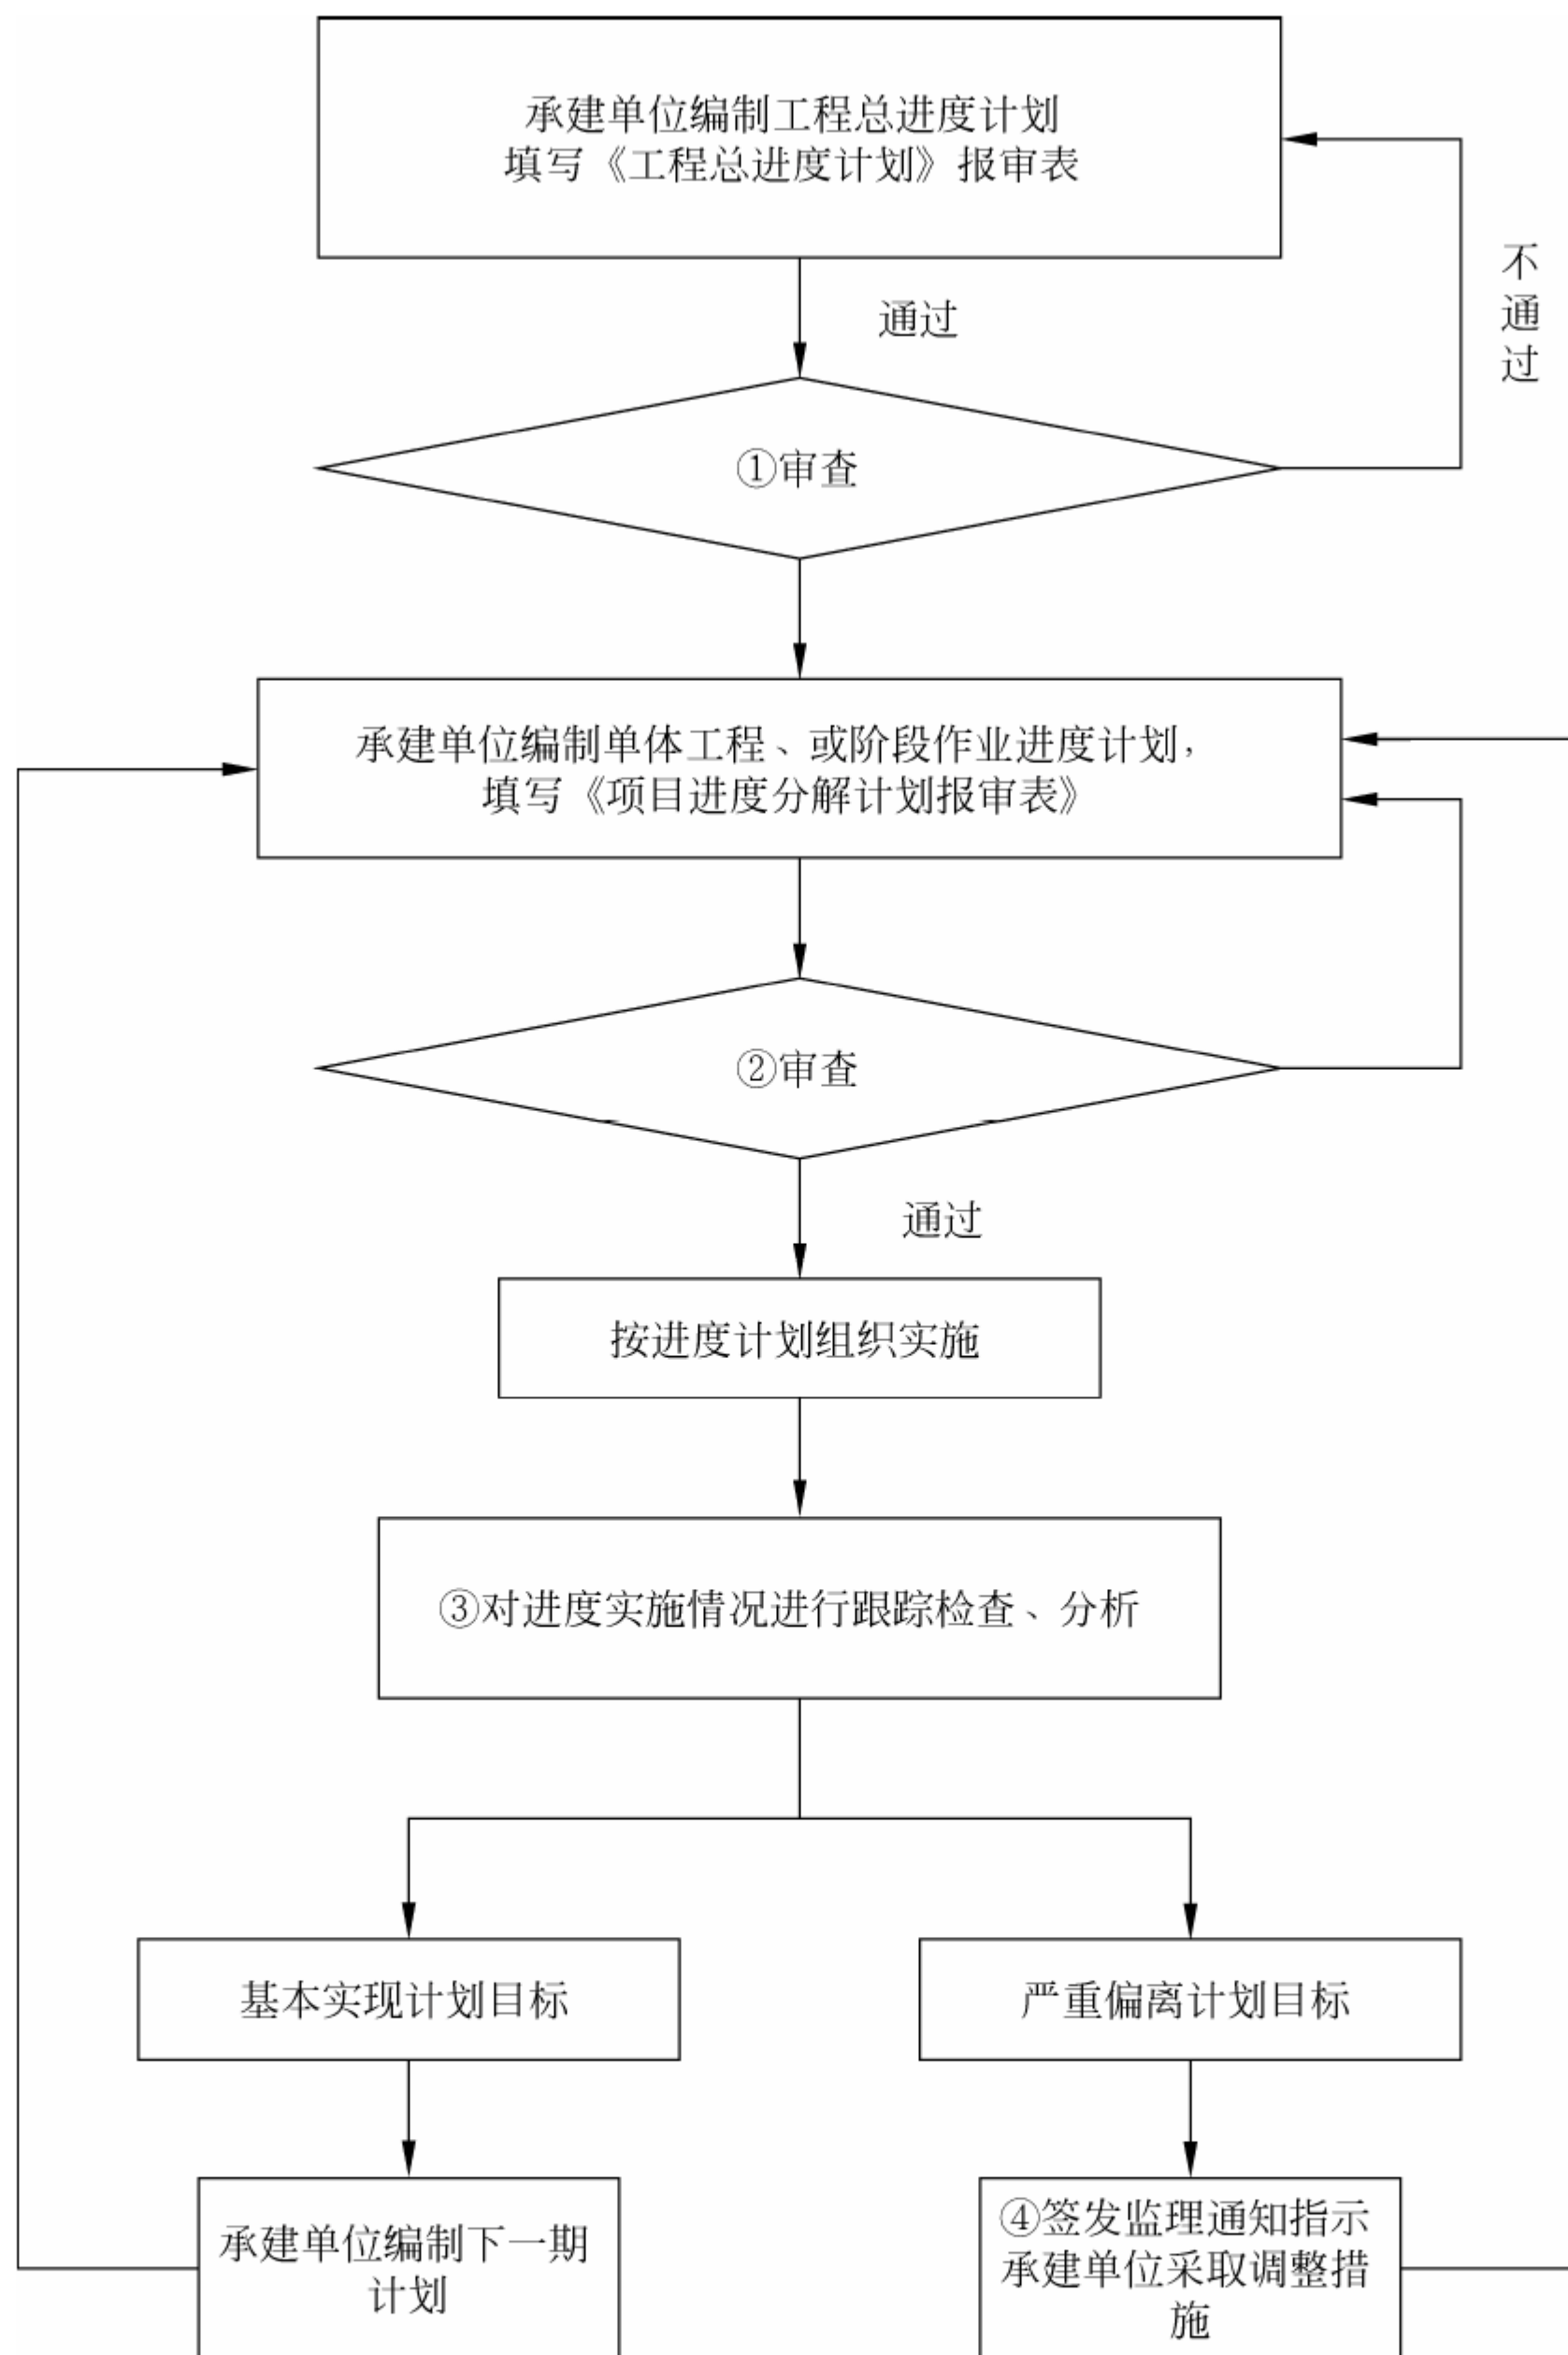 承建单位编制工程总进度计划
填写《工程总进度计划》报审表
不
通
过
通过
①审查
承建单位编制单体工程、或阶段作业进度计划，
填写《项目进度分解计划报审表》
②审查
通过
按进度计划组织实施
③对进度实施情况进行跟踪检查、分析
基本实现计划目标
严重偏离计划目标
承建单位编制下一期
计划
④签发监理通知指示
承建单位采取调整措
施